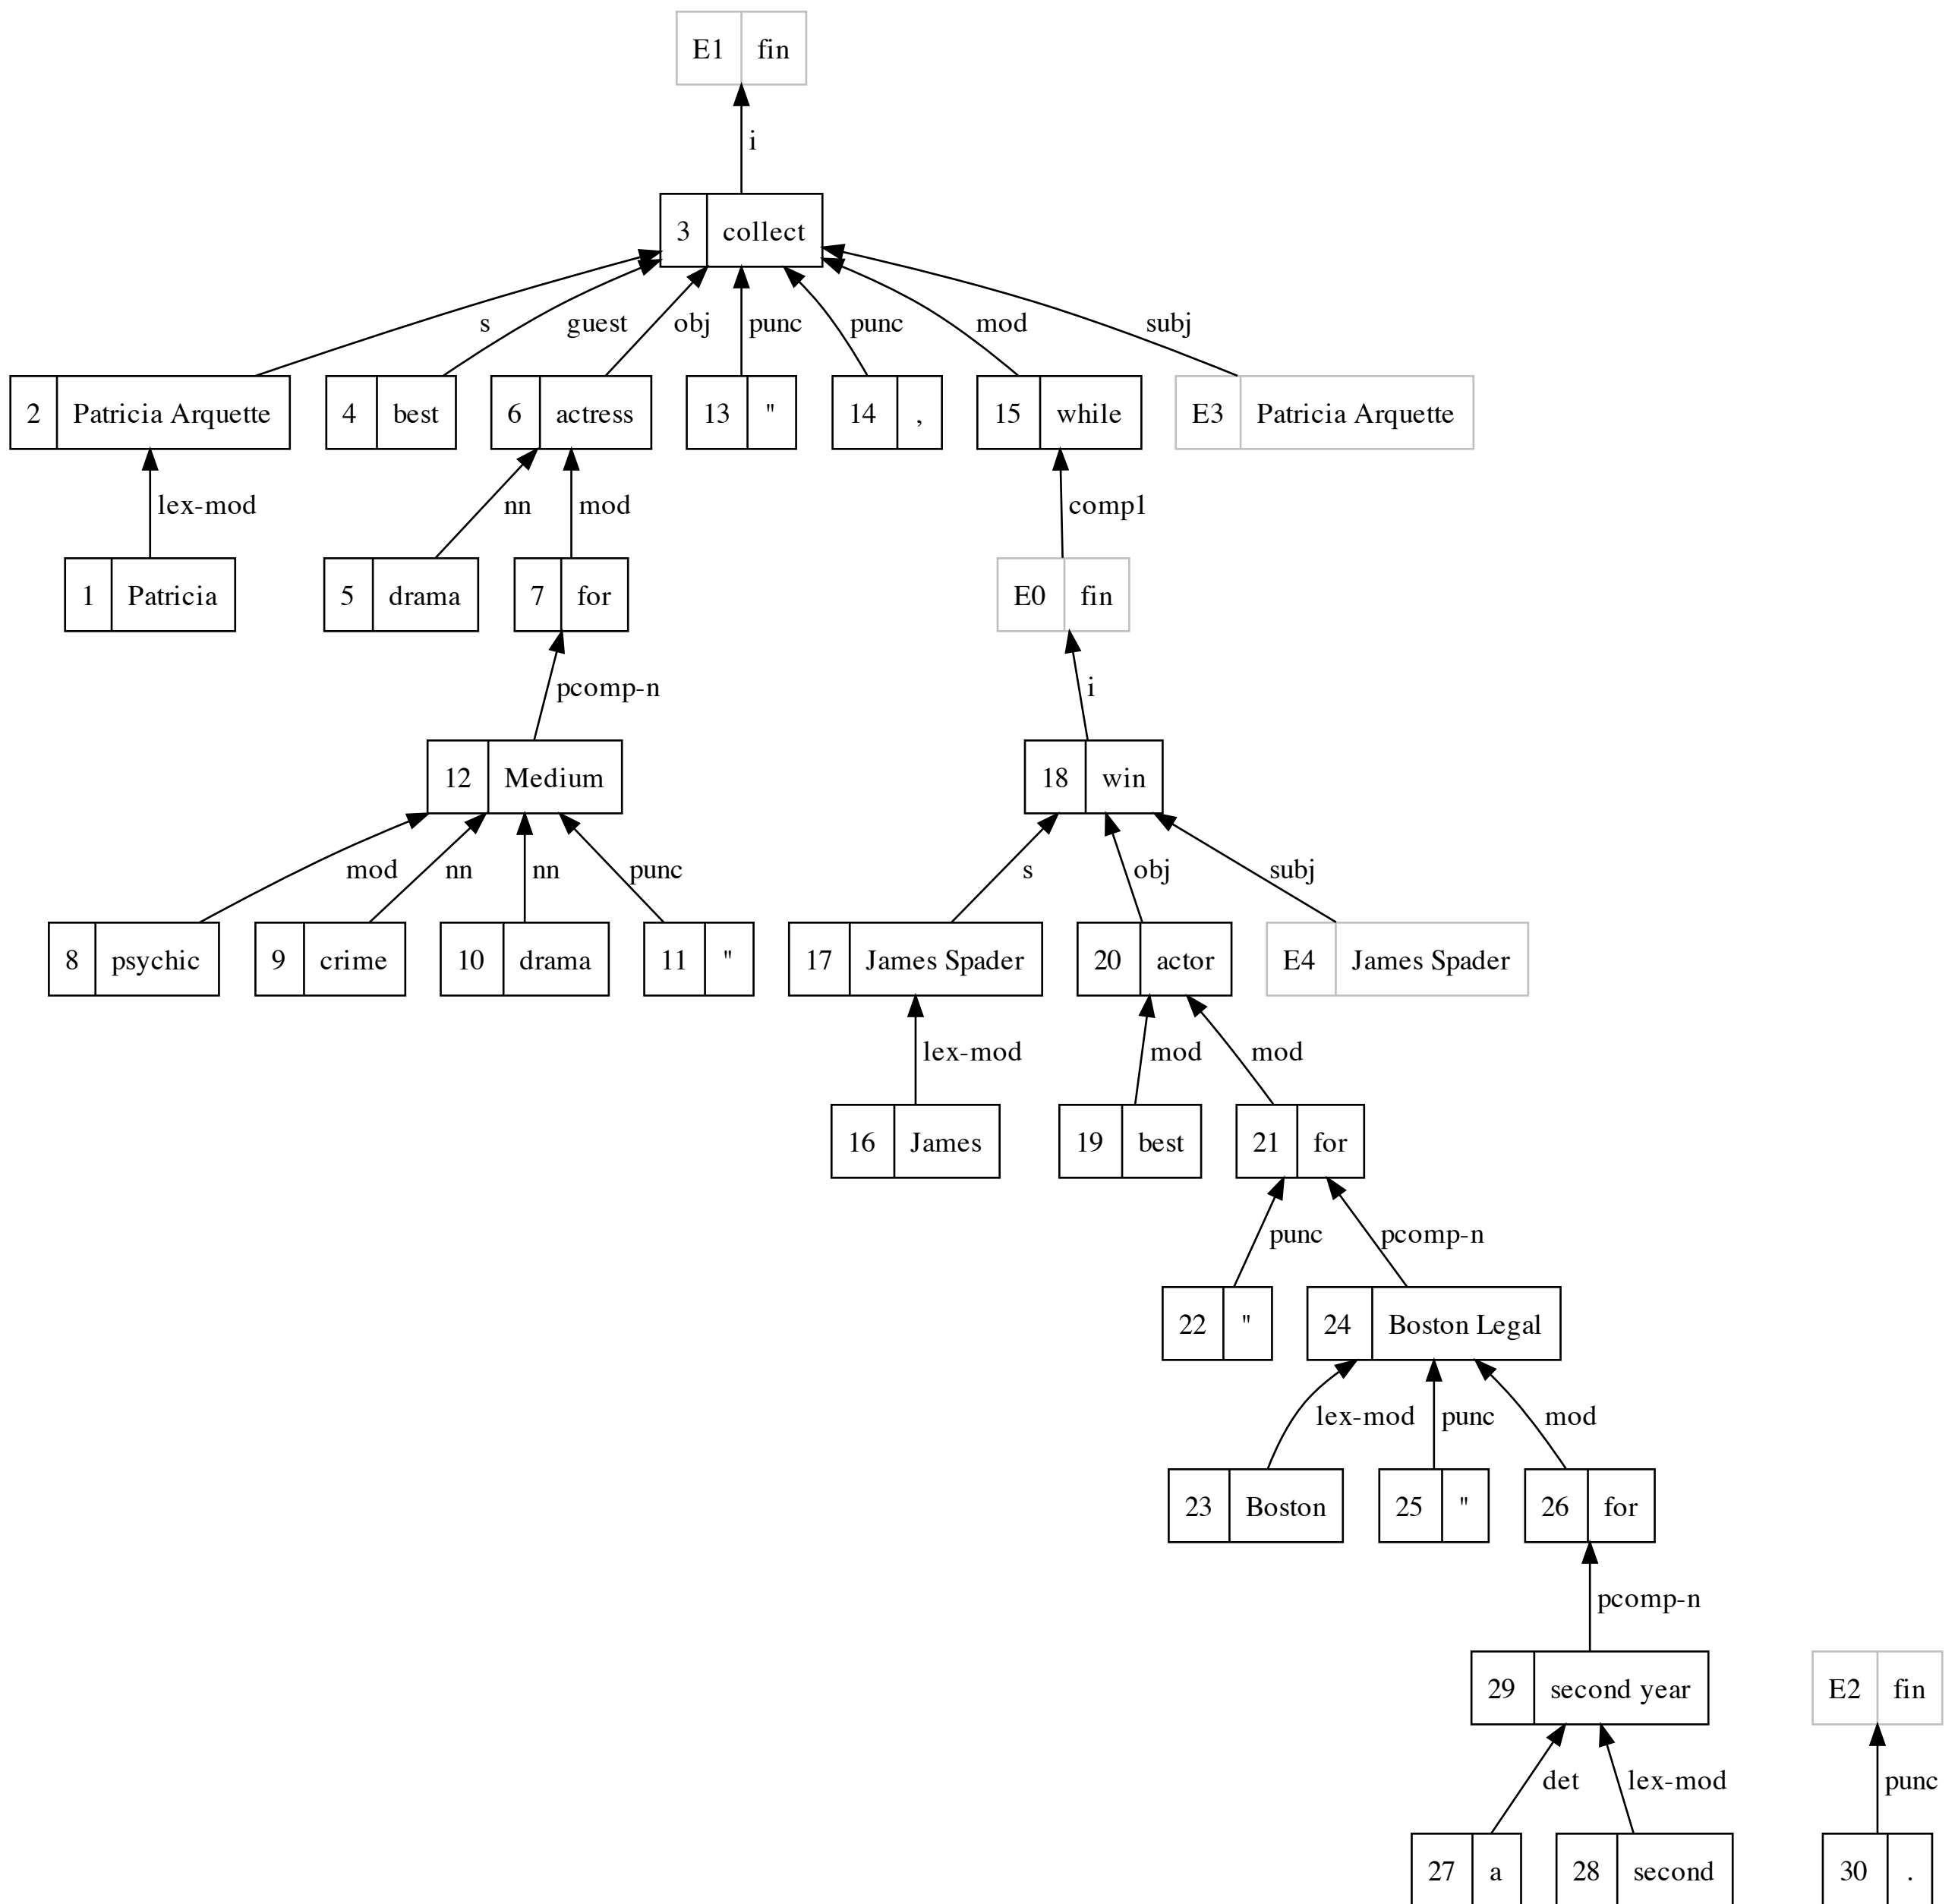 E1 fin
i
3 collect
s guest obj punc punc mod subj
2 Patricia Arquette 4 best 6 actress 13 " 14 , 15 while E3 Patricia Arquette
lex-mod nn mod comp1
1 Patricia 5 drama 7 for E0 fin
pcomp-n i
12 Medium 18 win
mod nn nn punc s obj subj
8 psychic 9 crime 10 drama 11 " 17 James Spader 20 actor E4 James Spader
lex-mod mod mod
16 James 19 best 21 for
punc pcomp-n
22 " 24 Boston Legal
lex-mod punc mod
23 Boston 25 " 26 for
pcomp-n
29 second year E2 fin
det lex-mod punc
27 a 28 second 30 .